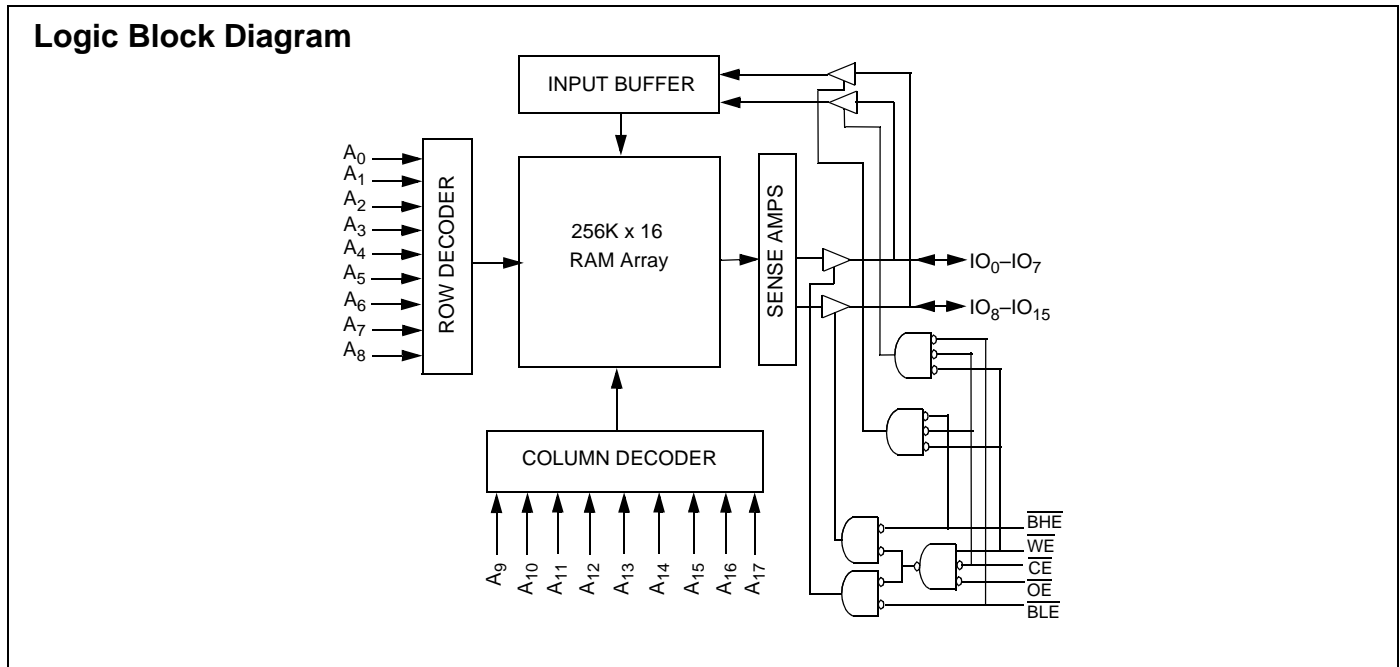 Logic Block Diagram
INPUT BUFFER
A0
A1
A2
A3
A4
A5
A6
A7
A8
ROW DECODER
256K x 16
RAM Array
SENSE AMPS
IO0–IO7
IO8–IO15
COLUMN DECODER
A9
A10
A11
A12
A13
A14
A15
A16
A17
BHE
WE
CE
OE
BLE